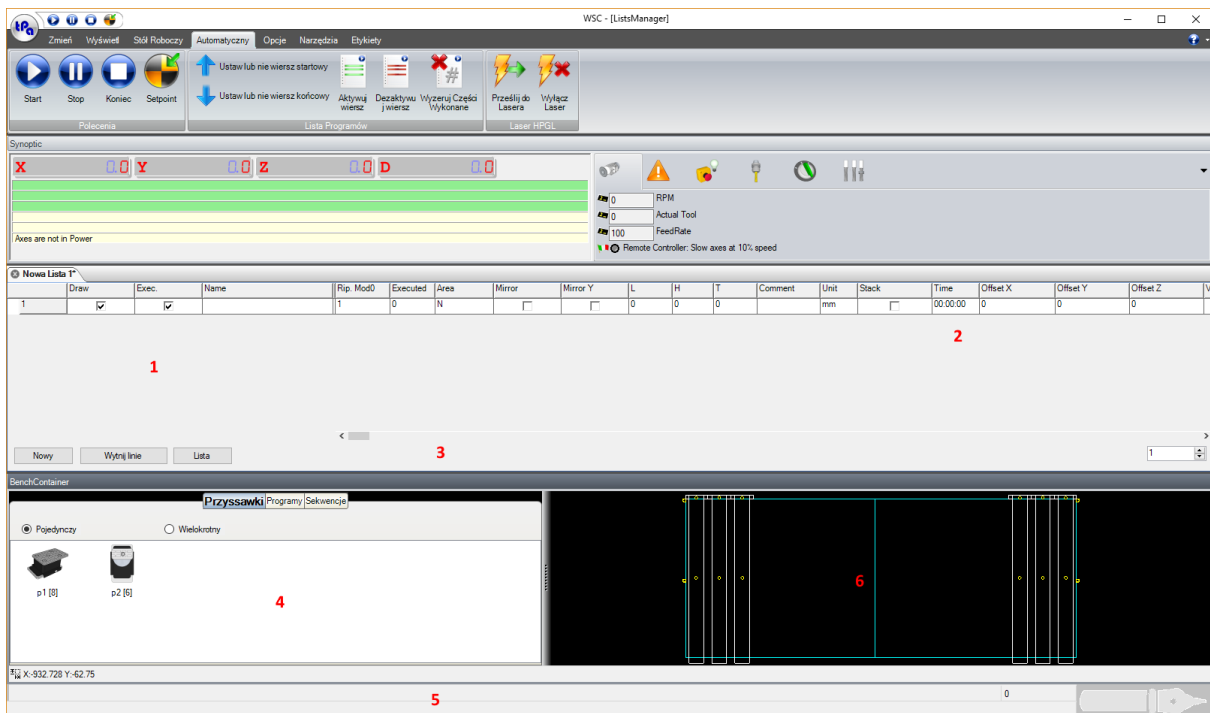 tPa
WSC - [ListsManager]
Zmień Wyświetl Stół Roboczy Automatyczny Opcje Narzędzia Etykiety
Start Stop Koniec Setpoint
Ustaw lub nie wiersz startowy
Ustaw lub nie wiersz końcowy
Aktywuj wiersz
Dezaktywuj wiersz
Wyzeruj Części Wykonane
Prześlij do Lasera
Wyłącz Laser
Polecenia Lista Programów Laser HPGL
Synoptic
X 0.0 Y 0.0 Z 0.0 D 0.0
0 RPM
0 Actual Tool
100 FeedRate
Axes are not in Power
Remote Controller: Slow axes at 10% speed
Nowa Lista 1*
Draw Exec. Name Rip. Mod0 Executed Area Mirror Mirror Y L H T Comment Unit Stack Time Offset X Offset Y Offset Z V
1 1 0 N 0 0 0 mm 00:00:00 0 0 0
2
1
3
Nowy Wytnij linie Lista 1
BenchContainer
Przyssawki Programy Sekwencje
Pojedynczy Wielokrotny
p1 [8] p2 [6]
4
6
X:-932.728 Y:-62.75
5
0